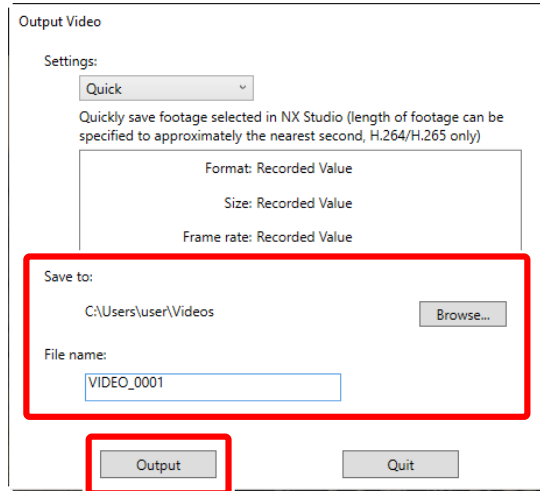 Output Video
Settings:
Quick
Quickly save footage selected in NX Studio (length of footage can be
specified to approximately the nearest second, H.264/H.265 only)
Format: Recorded Value
Size: Recorded Value
Frame rate: Recorded Value
Save to:
C:\Users\user\Videos
Browse...
File name:
VIDEO_0001
Output
Quit